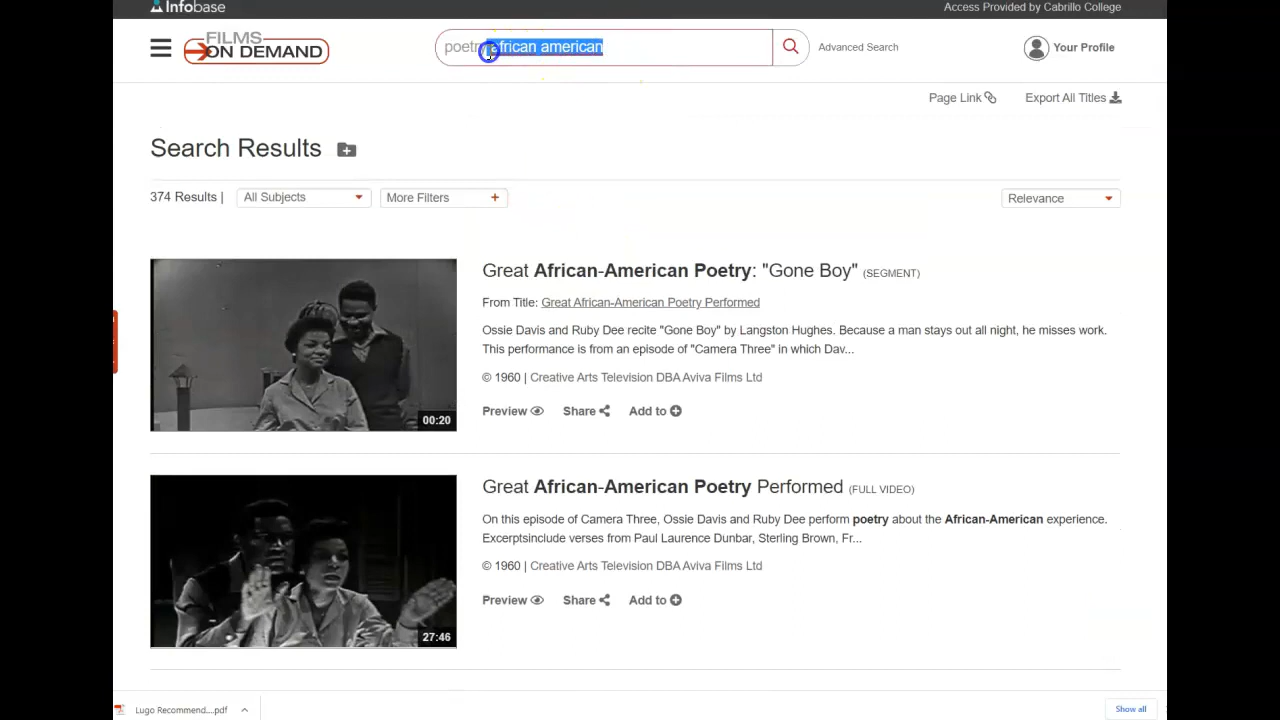 Infobase
Access Provided by Cabrillo College
FILMS
ON DEMAND
poetry african american
Advanced Search
Your Profile
Page Link
Export All Titles
Search Results
374 Results |
All Subjects
More Filters +
Relevance
Great African-American Poetry: "Gone Boy" (SEGMENT)
From Title: Great African-American Poetry Performed
Ossie Davis and Ruby Dee recite "Gone Boy" by Langston Hughes. Because a man stays out all night, he misses work.
This performance is from an episode of "Camera Three" in which Dav...
© 1960 | Creative Arts Television DBA Aviva Films Ltd
Preview Share Add to
00:20
Great African-American Poetry Performed (FULL VIDEO)
On this episode of Camera Three, Ossie Davis and Ruby Dee perform poetry about the African-American experience.
Excerptsinclude verses from Paul Laurence Dunbar, Sterling Brown, Fr...
© 1960 | Creative Arts Television DBA Aviva Films Ltd
Preview Share Add to
27:46
Lugo Recommend....pdf
Show all